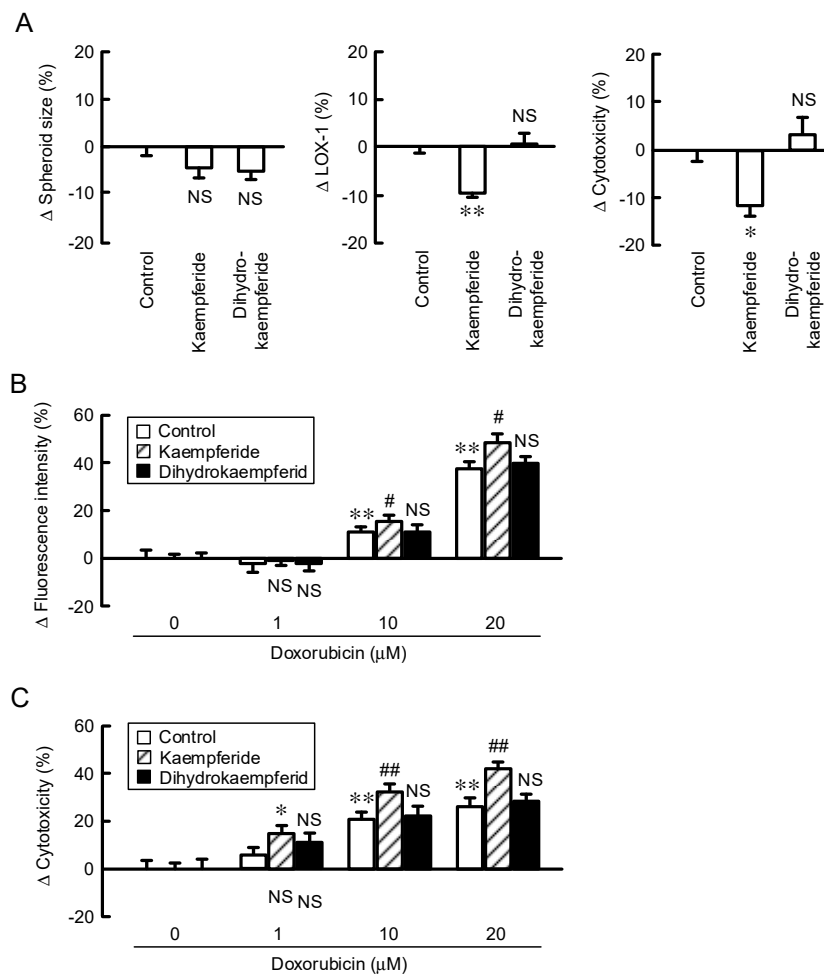 A
Δ Spheroid size (%)
20
10
0
-10
-20
NS
NS
Control
Kaempferide
Dihydro-
kaempferide
Δ LOX-1 (%)
20
10
0
-10
-20
**
NS
Control
Kaempferide
Dihydro-
kaempferide
Δ Cytotoxicity (%)
20
10
0
-10
-20
*
NS
Control
Kaempferide
Dihydro-
kaempferide
B
Δ Fluorescence intensity (%)
60
40
20
0
-20
Control
Kaempferide
Dihydrokaempferid
NS
NS
**
#
NS
**
#
NS
0 1 10 20
Doxorubicin (μM)
C
Δ Cytotoxicity (%)
60
40
20
0
-20
Control
Kaempferide
Dihydrokaempferid
*
NS
NS
NS
**
##
NS
**
##
NS
0 1 10 20
Doxorubicin (μM)